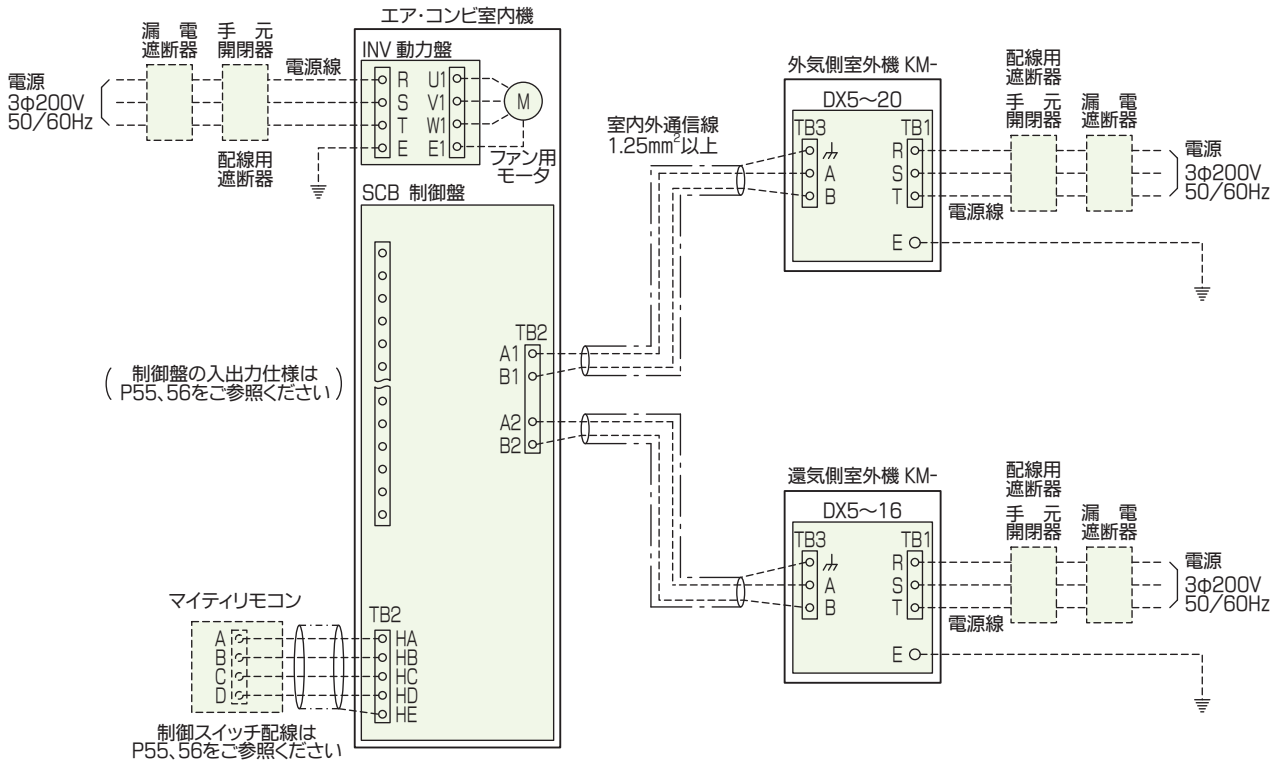 エア・コンビ室内機
漏　電
遮断器
手　元
開閉器
電源線
配線用
遮断器
電源
3φ200V
50/60Hz
INV 動力盤
R
S
T
E
U1
V1
W1
E1
M
ファン用
モータ
SCB 制御盤
TB2
A1
B1
A2
B2
制御盤の入出力仕様は
P55、56をご参照ください
マイティリモコン
A
B
C
D
TB2
HA
HB
HC
HD
HE
制御スイッチ配線は
P55、56をご参照ください
室内外通信線
1.25mm²以上
外気側室外機 KM-
DX5～20
TB3
A
B
TB1
R
S
T
E
電源線
配線用
遮断器
手　元
開閉器
漏　電
遮断器
電源
3φ200V
50/60Hz
還気側室外機 KM-
DX5～16
TB3
A
B
TB1
R
S
T
E
電源線
配線用
遮断器
手　元
開閉器
漏　電
遮断器
電源
3φ200V
50/60Hz